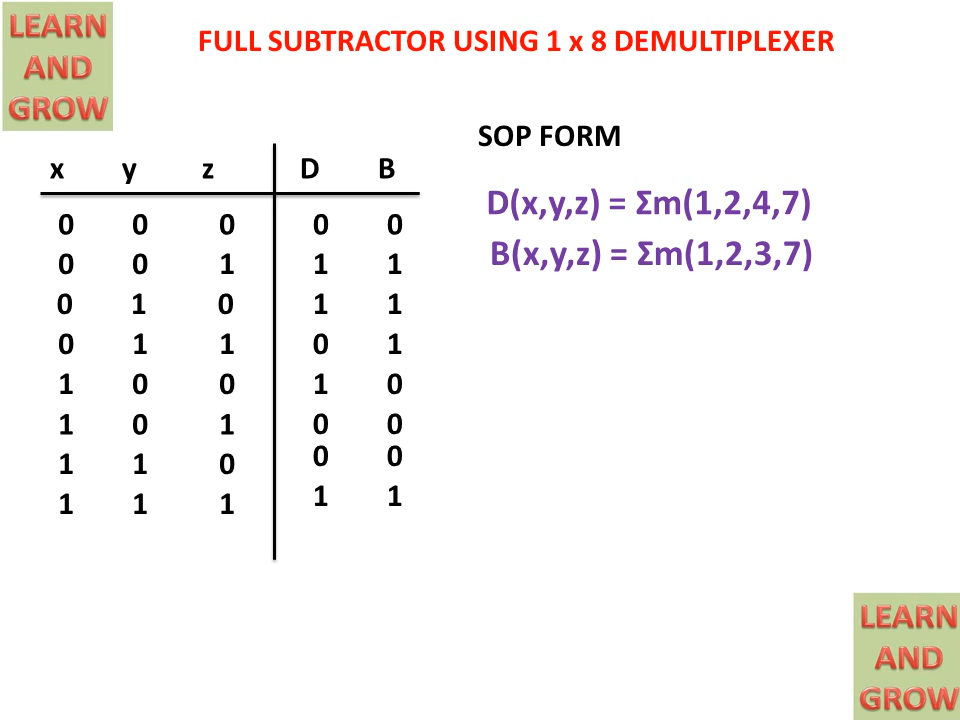 LEARN
AND
GROW
FULL SUBTRACTOR USING 1 x 8 DEMULTIPLEXER
SOP FORM
x y z D B
0 0 0 0 0
0 0 1 1 1
0 1 0 1 1
0 1 1 0 1
1 0 0 1 0
1 0 1 0 0
1 1 0 0 0
1 1 1 1 1
D(x,y,z) = Σm(1,2,4,7)
B(x,y,z) = Σm(1,2,3,7)
LEARN
AND
GROW